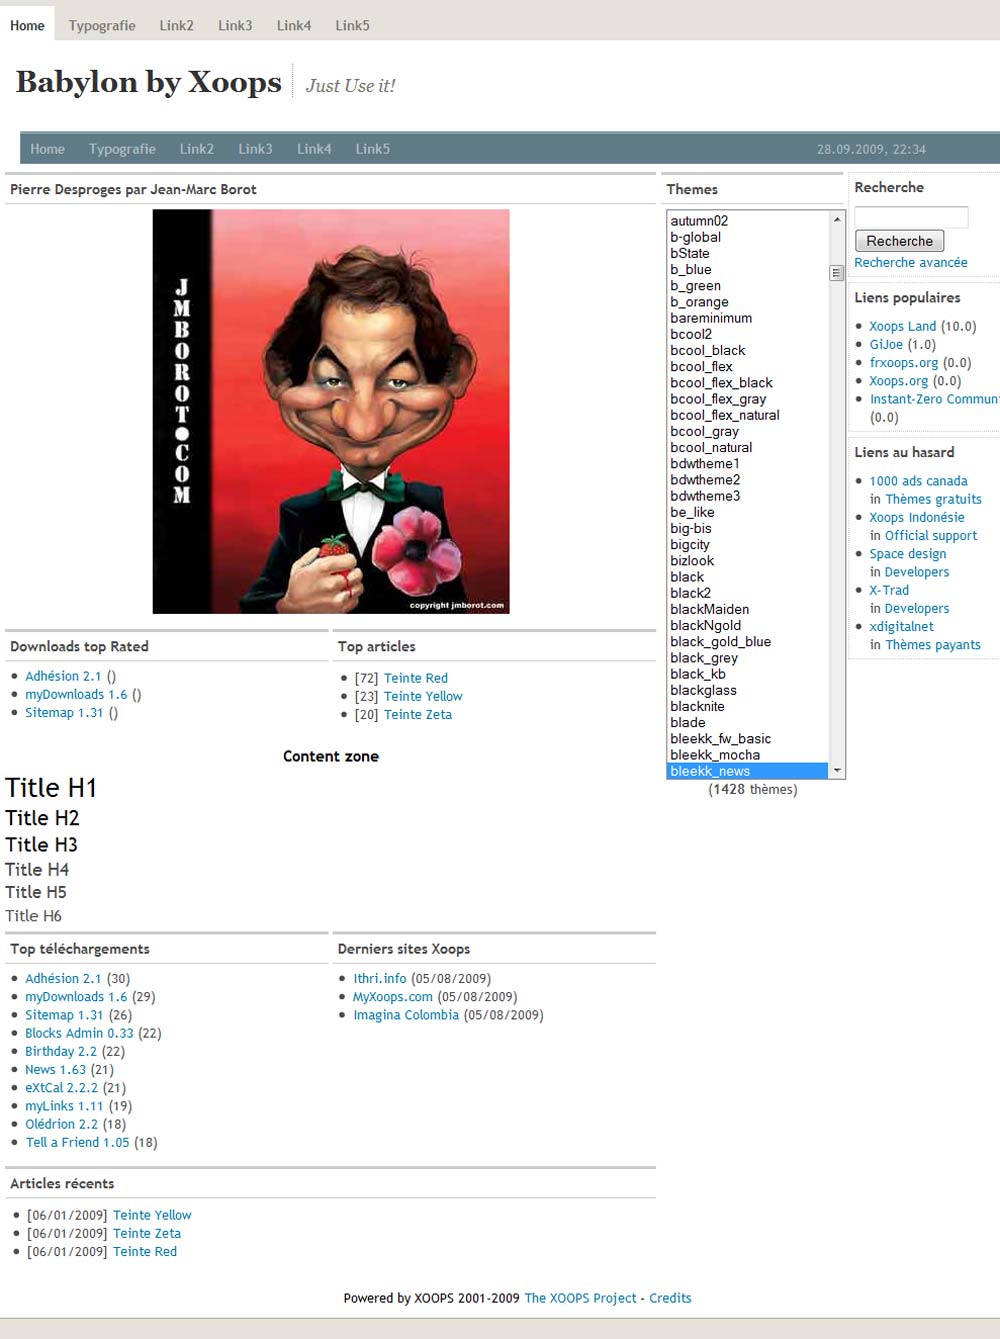 Home Typografie Link2 Link3 Link4 Link5
Babylon by Xoops
Just Use it!
Home Typografie Link2 Link3 Link4 Link5
28.09.2009, 22:34
Pierre Desproges par Jean-Marc Borot
JMBOROT•COM
copyright jmborot.com
Downloads top Rated
Adhésion 2.1 ()
myDownloads 1.6 ()
Sitemap 1.31 ()
Top articles
[72] Teinte Red
[23] Teinte Yellow
[20] Teinte Zeta
Content zone
Title H1
Title H2
Title H3
Title H4
Title H5
Title H6
Top téléchargements
Adhésion 2.1 (30)
myDownloads 1.6 (29)
Sitemap 1.31 (26)
Blocks Admin 0.33 (22)
Birthday 2.2 (22)
News 1.63 (21)
eXtCal 2.2.2 (21)
myLinks 1.11 (19)
Olédrion 2.2 (18)
Tell a Friend 1.05 (18)
Derniers sites Xoops
Ithri.info (05/08/2009)
MyXoops.com (05/08/2009)
Imagina Colombia (05/08/2009)
Articles récents
[06/01/2009] Teinte Yellow
[06/01/2009] Teinte Zeta
[06/01/2009] Teinte Red
Themes
autumn02
b-global
bState
b_blue
b_green
b_orange
bareminimum
bcool2
bcool_black
bcool_flex
bcool_flex_black
bcool_flex_gray
bcool_flex_natural
bcool_gray
bcool_natural
bdwtheme1
bdwtheme2
bdwtheme3
be_like
big-bis
bigcity
bizlook
black
black2
blackMaiden
blackNgold
black_gold_blue
black_grey
black_kb
blackglass
blacknite
blade
bleekk_fw_basic
bleekk_mocha
bleekk_news
(1428 thèmes)
Recherche
Recherche
Recherche avancée
Liens populaires
Xoops Land (10.0)
GiJoe (1.0)
frxoops.org (0.0)
Xoops.org (0.0)
Instant-Zero Commun
(0.0)
Liens au hasard
1000 ads canada
in Thèmes gratuits
Xoops Indonésie
in Official support
Space design
in Developers
X-Trad
in Developers
xdigitalnet
in Thèmes payants
Powered by XOOPS 2001-2009 The XOOPS Project - Credits